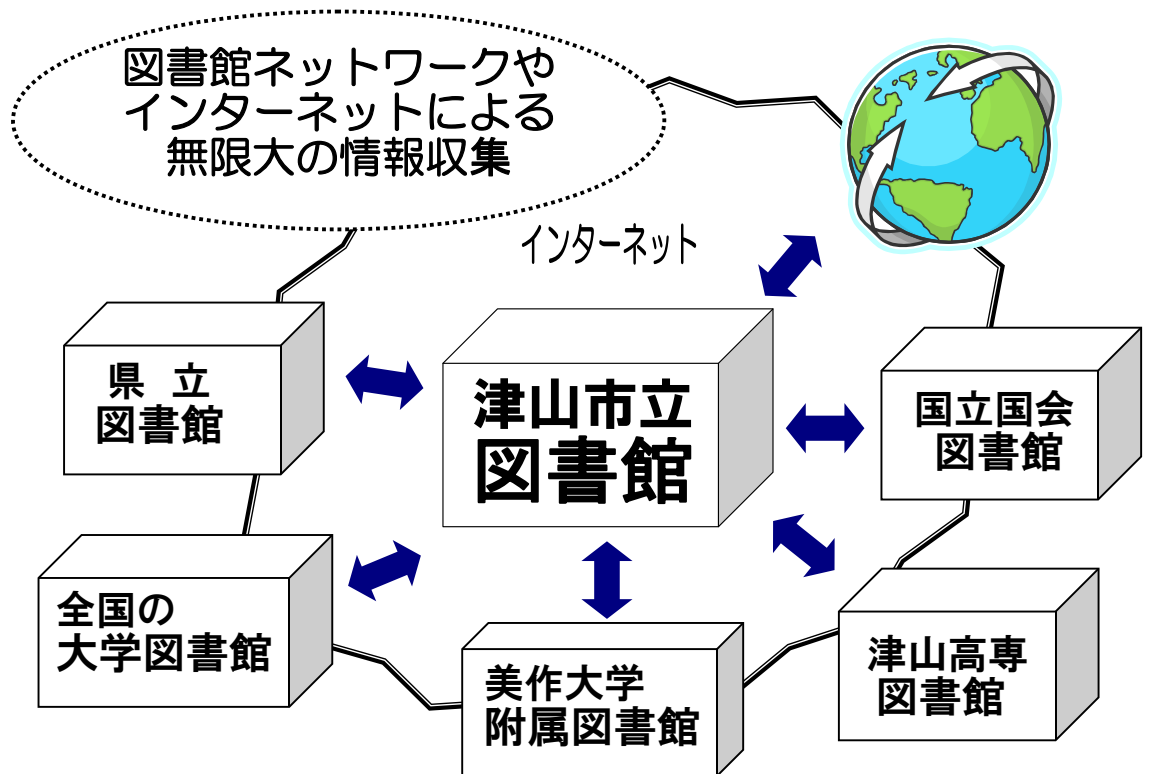 図書館ネットワークや
インターネットによる
無限大の情報収集
インターネット
県 立
図書館
津山市立
図書館
国立国会
図書館
全国の
大学図書館
美作大学
附属図書館
津山高専
図書館